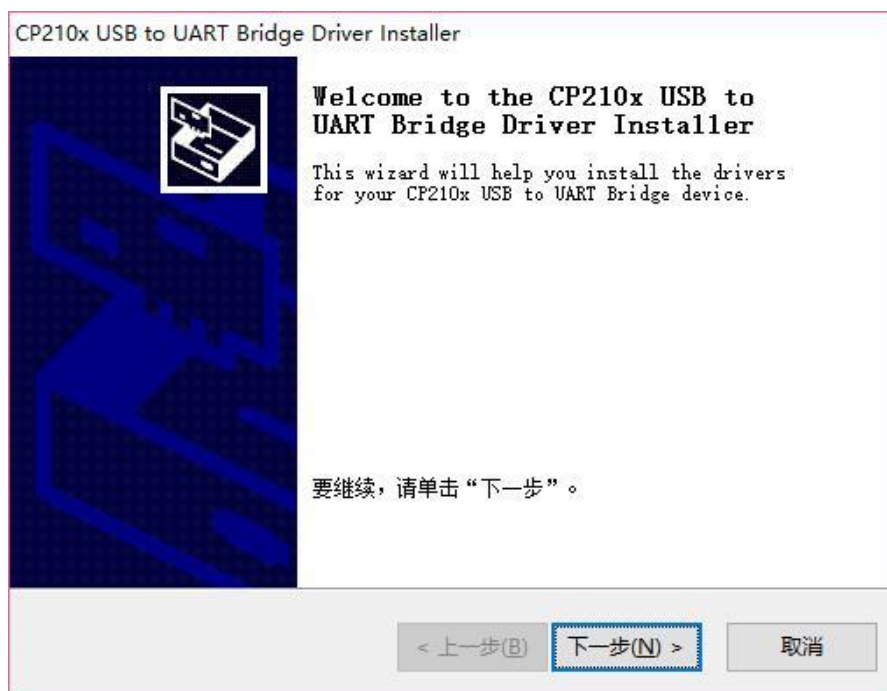 CP210x USB to UART Bridge Driver Installer
Welcome to the CP210x USB to
UART Bridge Driver Installer
This wizard will help you install the drivers
for your CP210x USB to UART Bridge device.
要继续，请单击“下一步”。
< 上一步(B)
下一步(N) >
取消